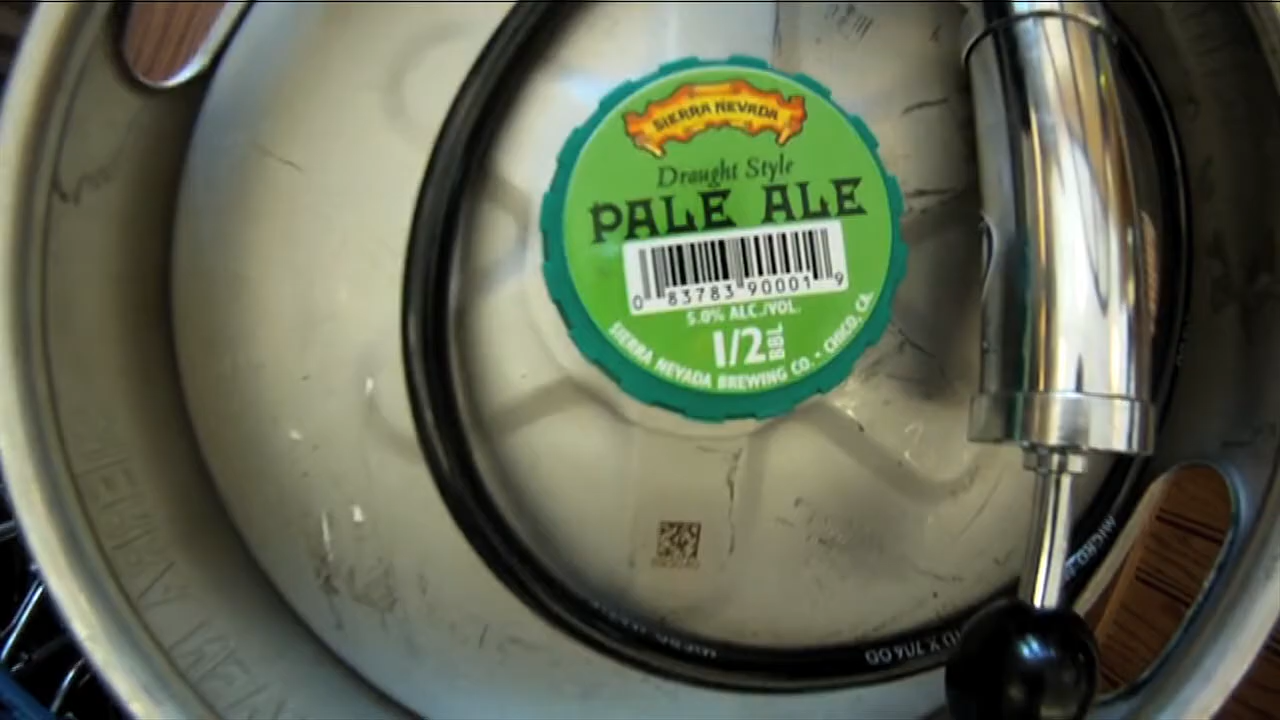 SIERRA NEVADA
Draught Style
PALE ALE
0 83783 90001 9
5.0% ALC./VOL.
1/2 BBL
SIERRA NEVADA BREWING CO. • CHICO, CA